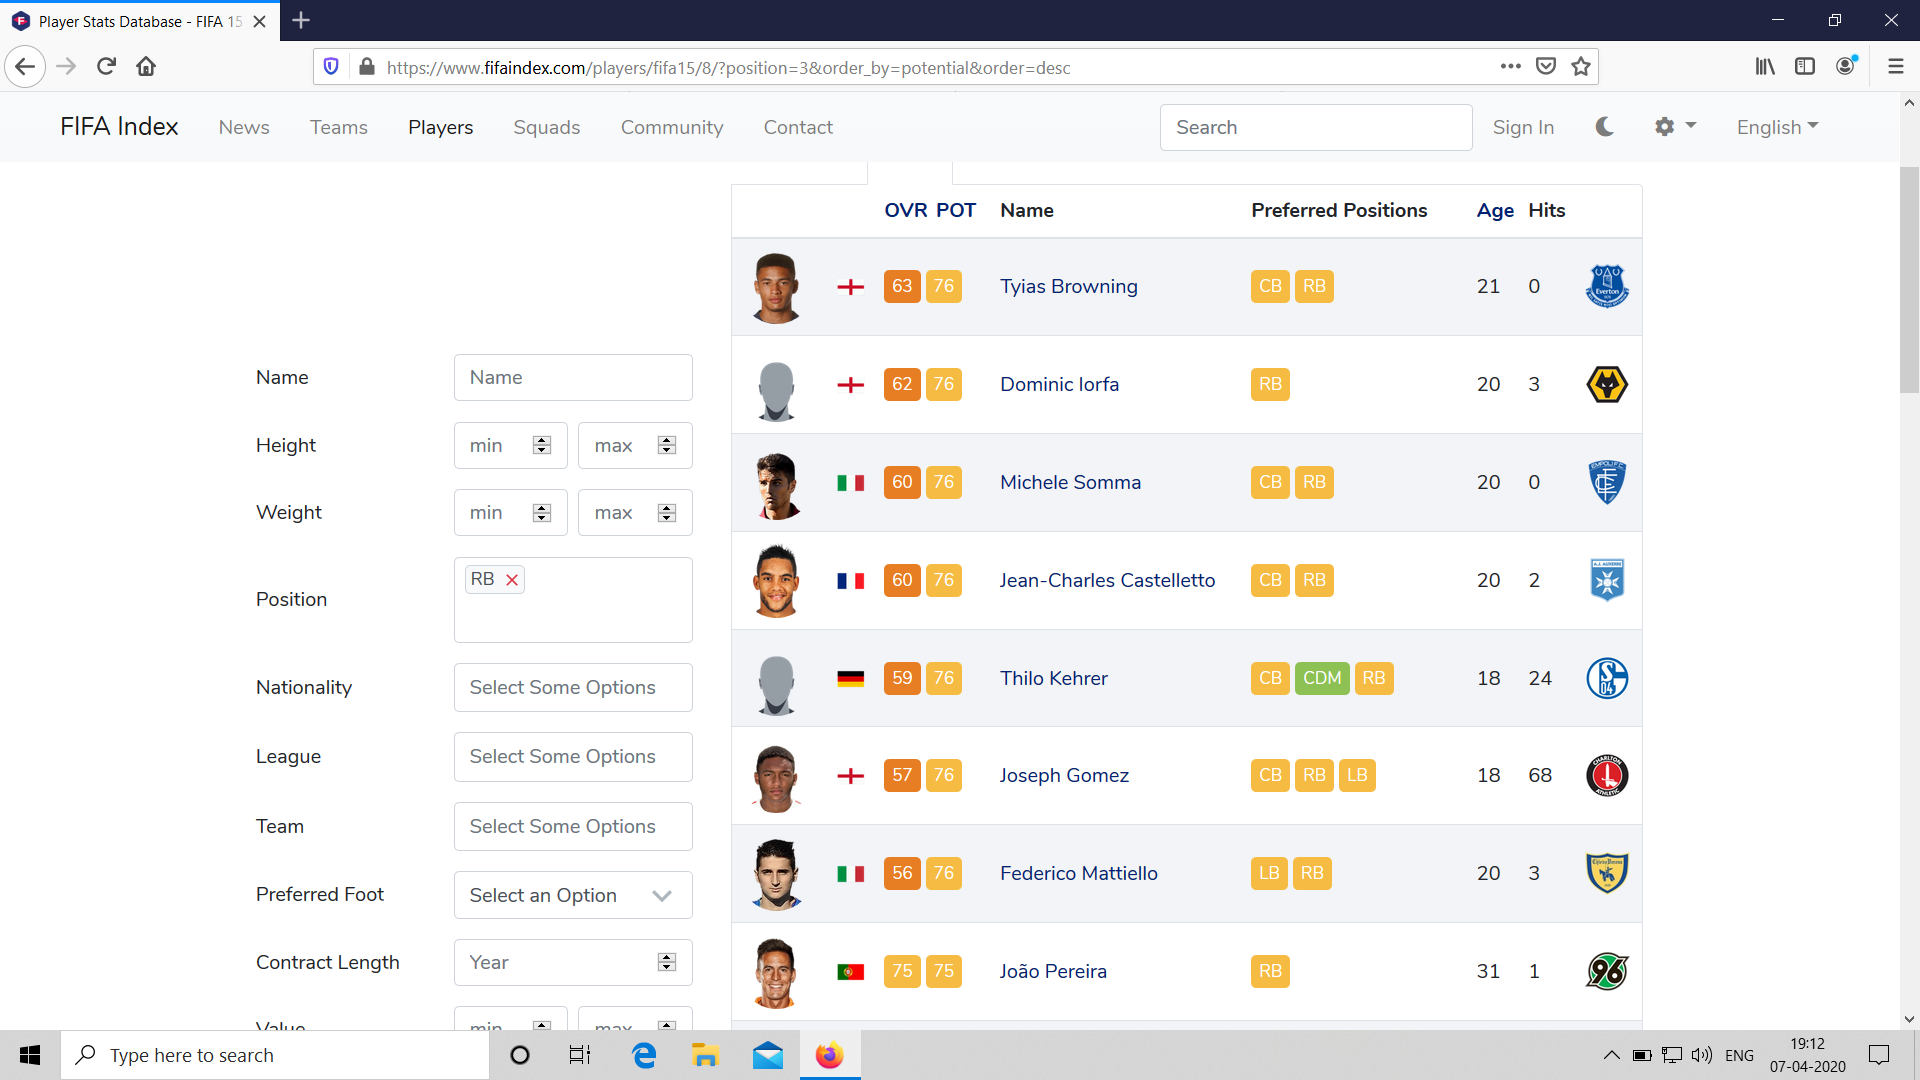 Player Stats Database - FIFA 15
https://www.fifaindex.com/players/fifa15/8/?position=3&order_by=potential&order=desc
FIFA Index News Teams Players Squads Community Contact Search Sign In English
OVR POT Name Preferred Positions Age Hits
63 76 Tyias Browning CB RB 21 0 Everton
62 76 Dominic Iorfa RB 20 3
60 76 Michele Somma CB RB 20 0
60 76 Jean-Charles Castelletto CB RB 20 2
59 76 Thilo Kehrer CB CDM RB 18 24
57 76 Joseph Gomez CB RB LB 18 68
56 76 Federico Mattiello LB RB 20 3
75 75 João Pereira RB 31 1 96
Name Name
Height min max
Weight min max
Position RB
Nationality Select Some Options
League Select Some Options
Team Select Some Options
Preferred Foot Select an Option
Contract Length Year
Value min max
Type here to search
ENG
19:12
07-04-2020